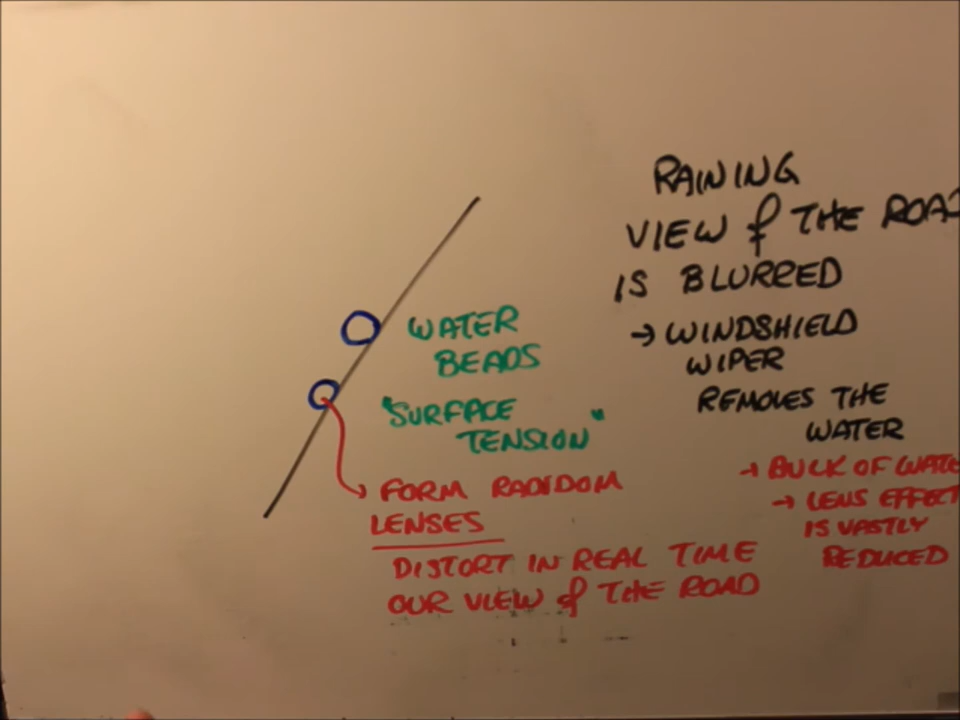 RAINING
VIEW of THE ROAD
IS BLURRED
→ WINDSHIELD
WIPER
REMOVES THE
WATER
→ BULK OF WATE
→ LENS EFFECT
IS VASTLY
REDUCED
WATER
BEADS
"SURFACE
TENSION"
FORM RANDOM
LENSES
DISTORT IN REAL TIME
OUR VIEW of THE ROAD